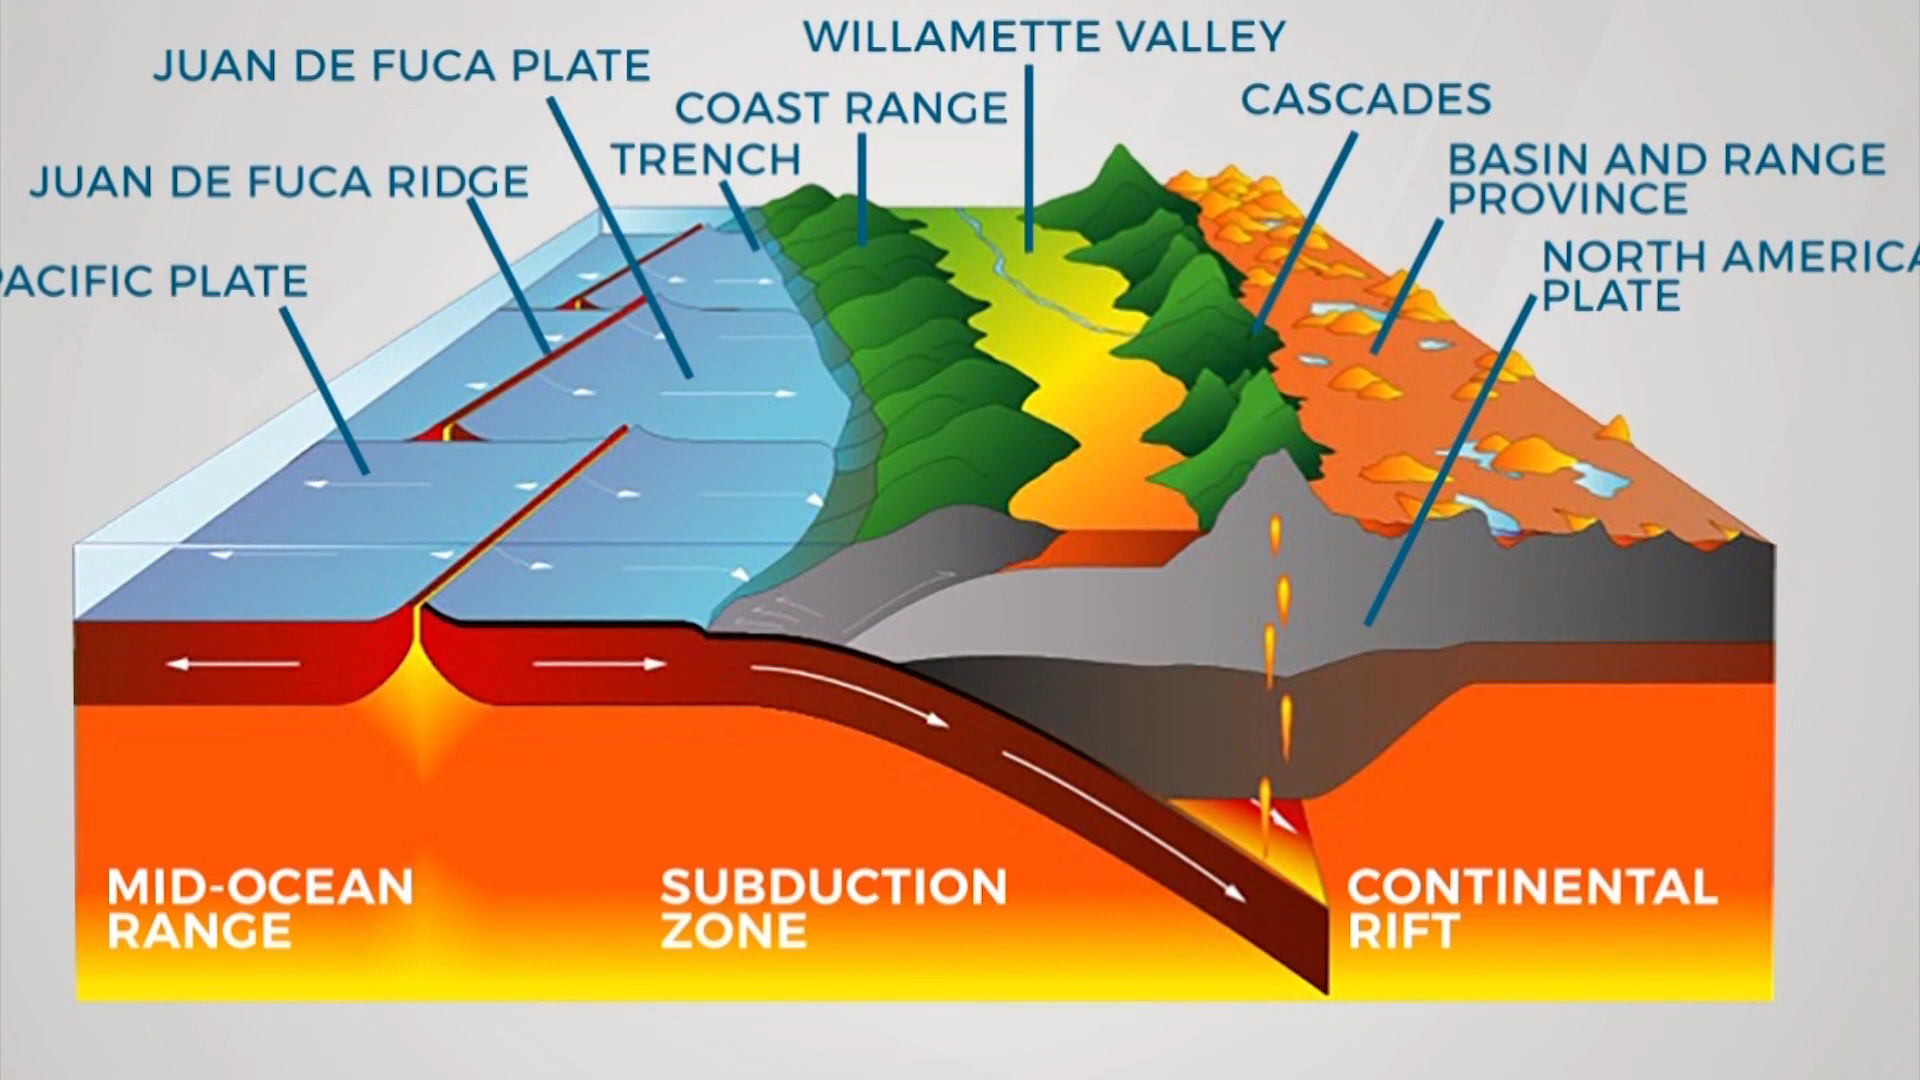 WILLAMETTE VALLEY
JUAN DE FUCA PLATE
COAST RANGE
CASCADES
TRENCH
BASIN AND RANGE
PROVINCE
JUAN DE FUCA RIDGE
NORTH AMERICA
PLATE
PACIFIC PLATE
MID-OCEAN
RANGE
SUBDUCTION
ZONE
CONTINENTAL
RIFT